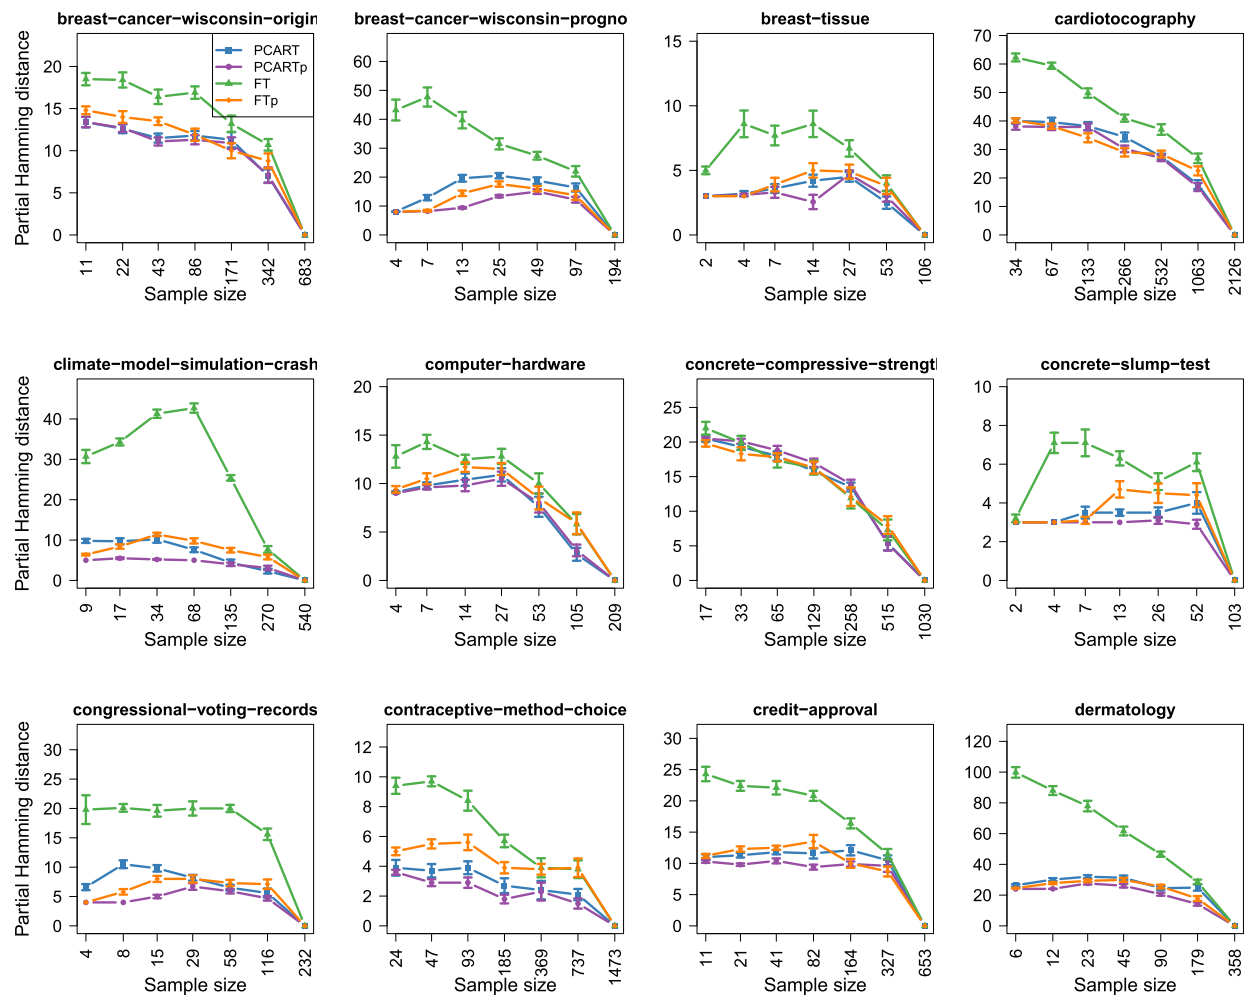 breast−cancer−wisconsin−origin
breast−cancer−wisconsin−progno
breast−tissue
cardiotocography
Partial Hamming distance
0 5 10 15 20
PCART
PCARTp
FT
FTp
11 22 43 86 171 342 683
Sample size
0 10 20 30 40 50 60
4 7 13 25 49 97 194
Sample size
0 5 10 15
2 4 7 14 27 53 106
Sample size
0 10 20 30 40 50 60 70
34 67 133 266 532 1063 2126
Sample size
climate−model−simulation−crash
computer−hardware
concrete−compressive−strengt
concrete−slump−test
Partial Hamming distance
0 10 20 30 40
9 17 34 68 135 270 540
Sample size
0 5 10 15 20
4 7 14 27 53 105 209
Sample size
0 5 10 15 20 25
17 33 65 129 258 515 1030
Sample size
0 2 4 6 8 10
2 4 7 13 26 52 103
Sample size
congressional−voting−records
contraceptive−method−choice
credit−approval
dermatology
Partial Hamming distance
0 5 10 15 20 25 30
4 8 15 29 58 116 232
Sample size
0 2 4 6 8 10 12
24 47 93 185 369 737 1473
Sample size
0 5 10 15 20 25 30
11 21 41 82 164 327 653
Sample size
0 20 40 60 80 100 120
6 12 23 45 90 179 358
Sample size